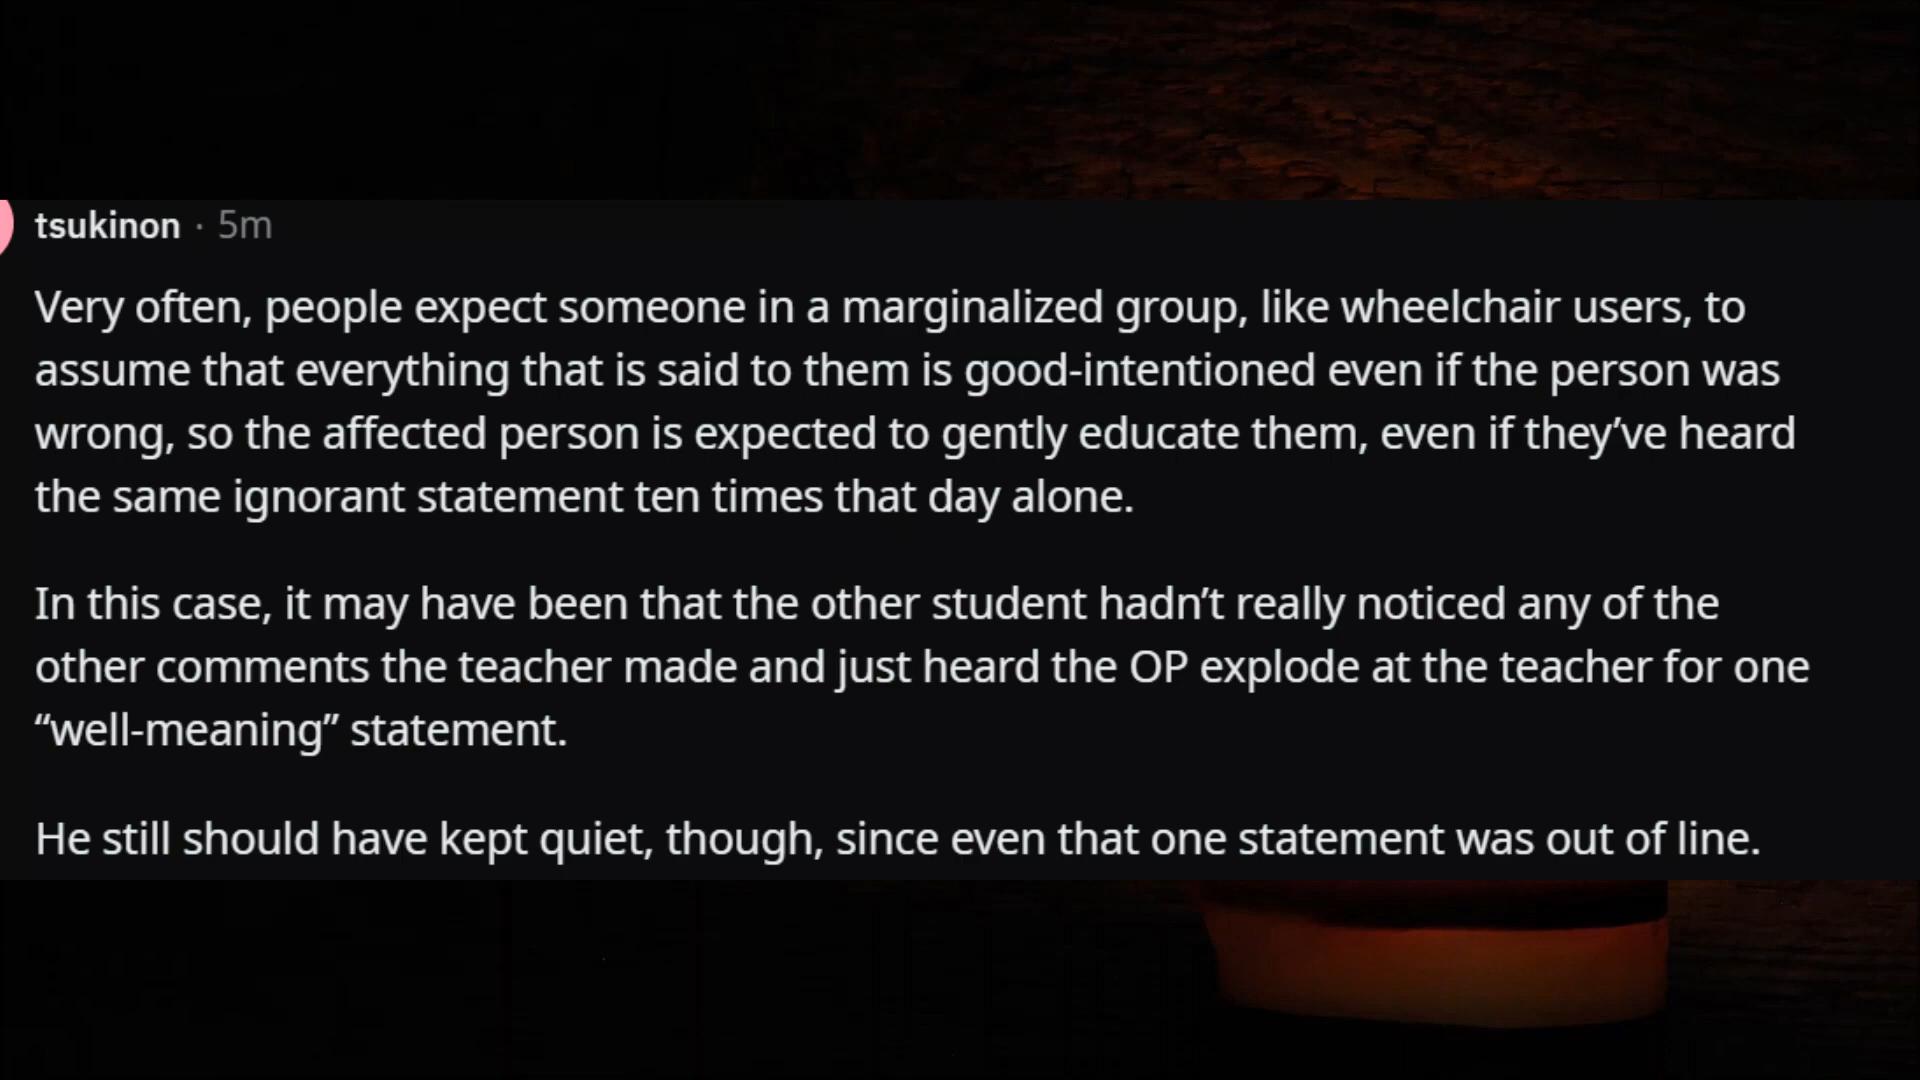 tsukinon · 5m
Very often, people expect someone in a marginalized group, like wheelchair users, to
assume that everything that is said to them is good-intentioned even if the person was
wrong, so the affected person is expected to gently educate them, even if they’ve heard
the same ignorant statement ten times that day alone.
In this case, it may have been that the other student hadn’t really noticed any of the
other comments the teacher made and just heard the OP explode at the teacher for one
“well-meaning” statement.
He still should have kept quiet, though, since even that one statement was out of line.